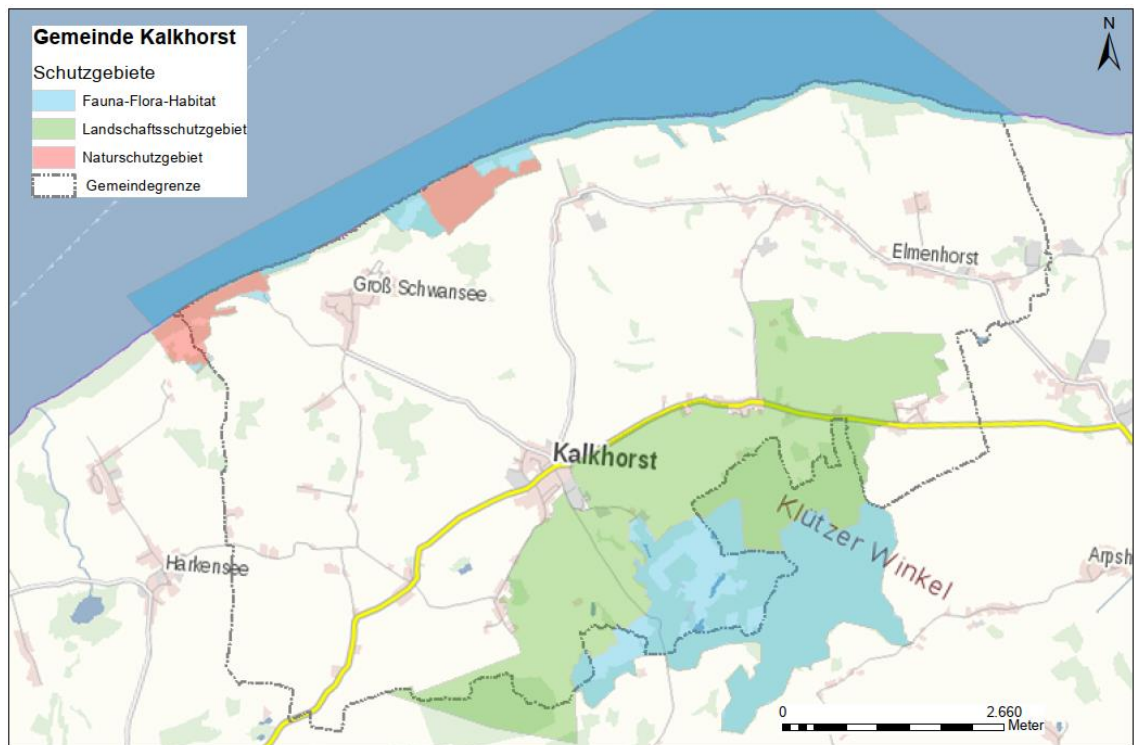 Gemeinde Kalkhorst
Schutzgebiete
Fauna-Flora-Habitat
Landschaftsschutzgebiet
Naturschutzgebiet
Gemeindegrenze
N
Elmenhorst
Groß Schwansee
Kalkhorst
Klützer Winkel
Harkensee
Arpsh
0 2.660
Meter